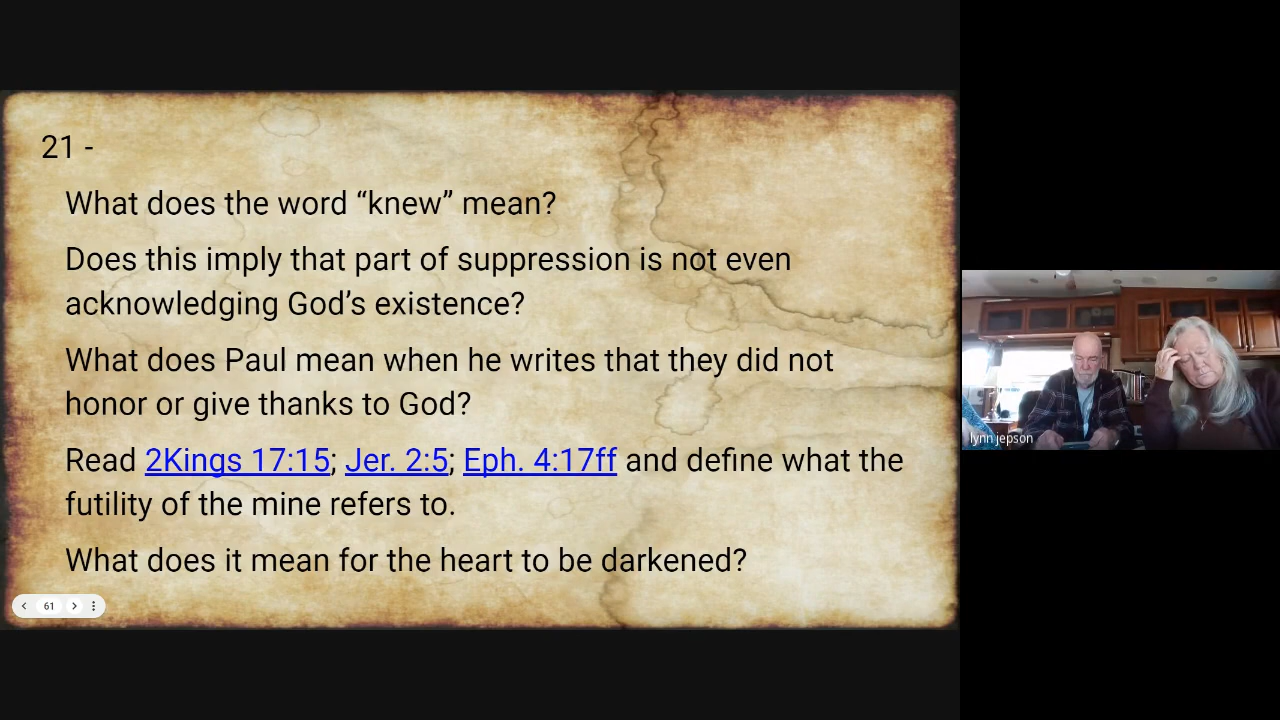 21 -
What does the word “knew” mean?
Does this imply that part of suppression is not even
acknowledging God’s existence?
What does Paul mean when he writes that they did not
honor or give thanks to God?
Read 2Kings 17:15; Jer. 2:5; Eph. 4:17ff and define what the
futility of the mine refers to.
What does it mean for the heart to be darkened?
61
lynn jepson